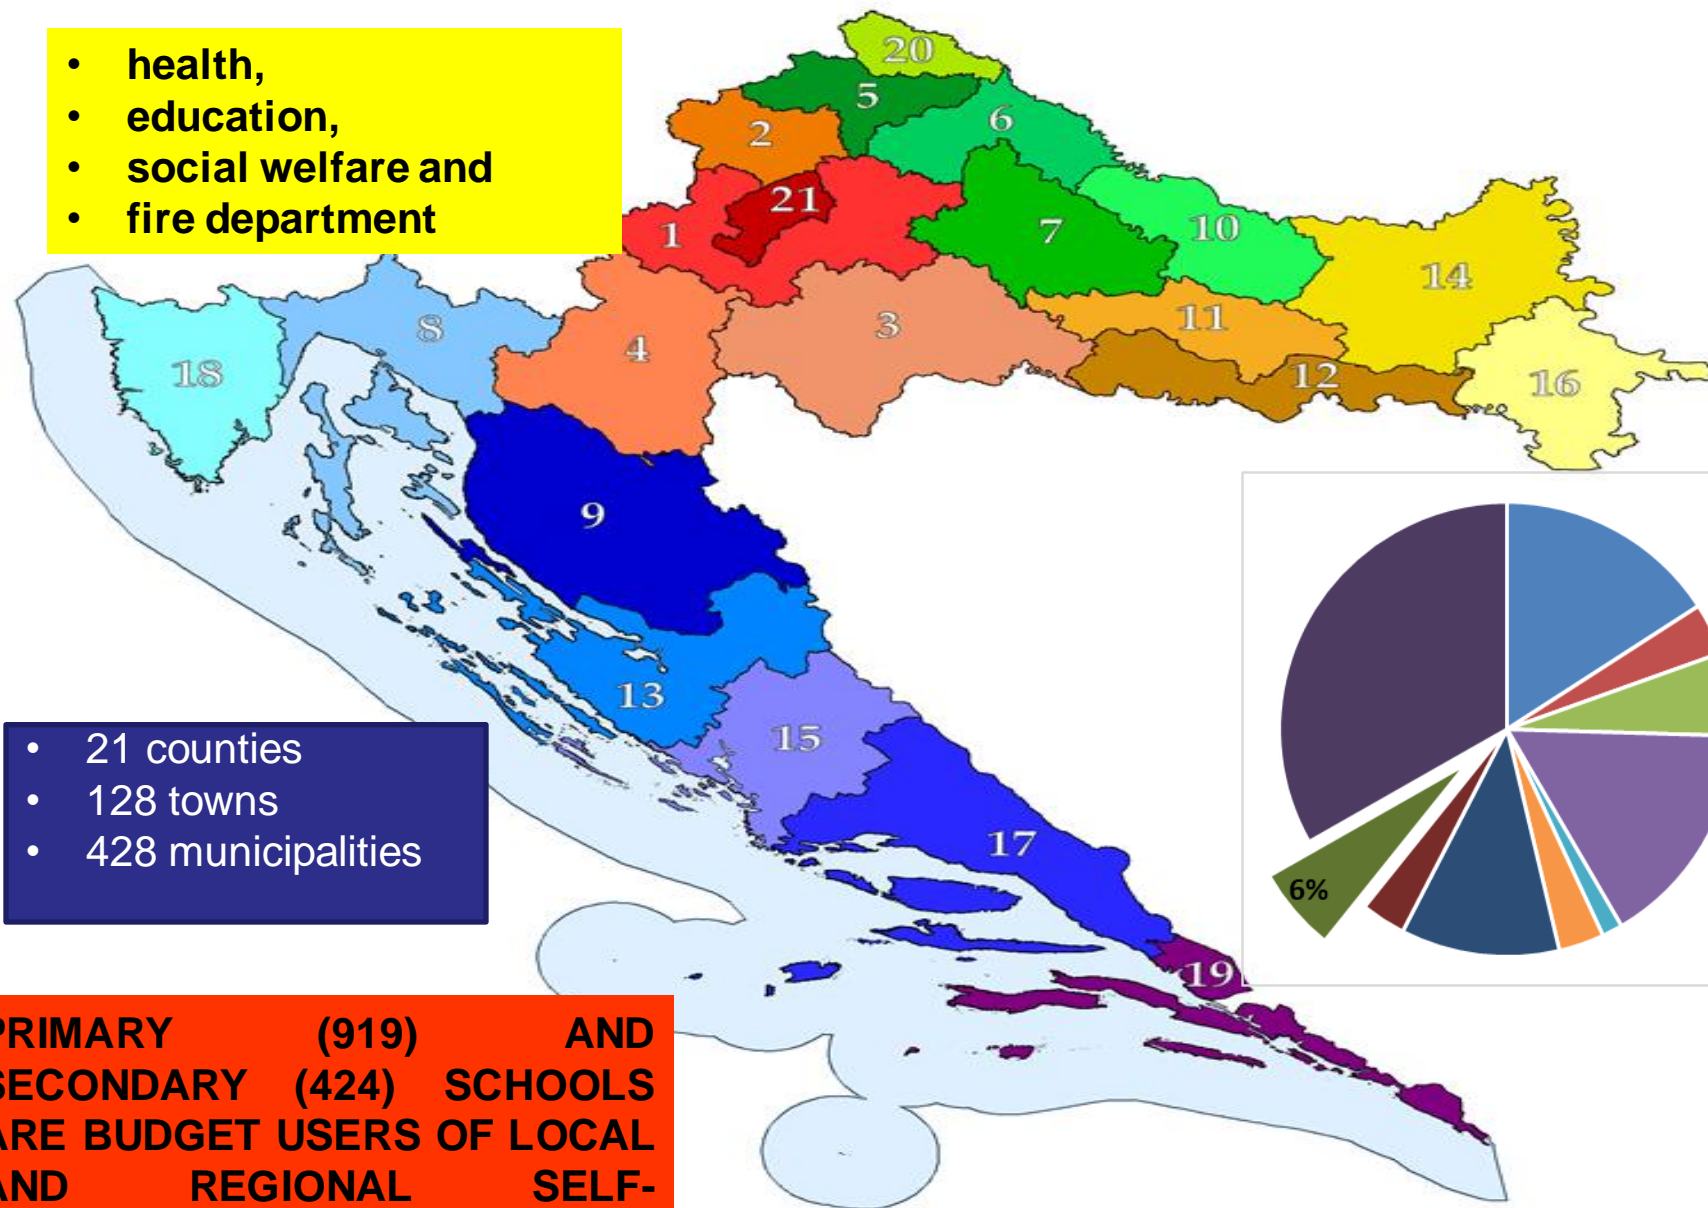 • health,
• education,
• social welfare and
• fire department
20
5
6
2
21
1
7
10
14
8
3
11
4
18
12
16
9
13
15
• 21 counties
• 128 towns
• 428 municipalities
17
6%
19
PRIMARY (919) AND
SECONDARY (424) SCHOOLS
ARE BUDGET USERS OF LOCAL
AND REGIONAL SELF-